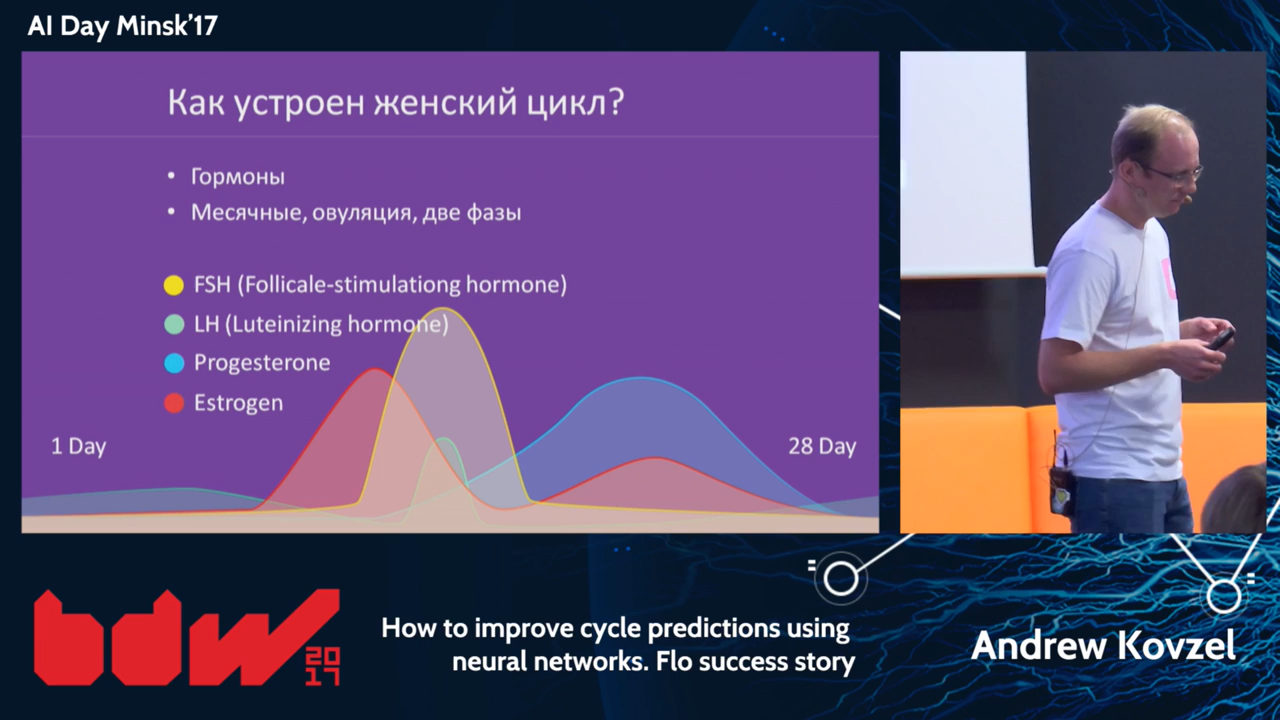 AI Day Minsk'17
Как устроен женский цикл?
• Гормоны
• Месячные, овуляция, две фазы
FSH (Follicale-stimulationg hormone)
LH (Luteinizing hormone)
Progesterone
Estrogen
1 Day
28 Day
bdw
20
17
How to improve cycle predictions using
neural networks. Flo success story
Andrew Kovzel